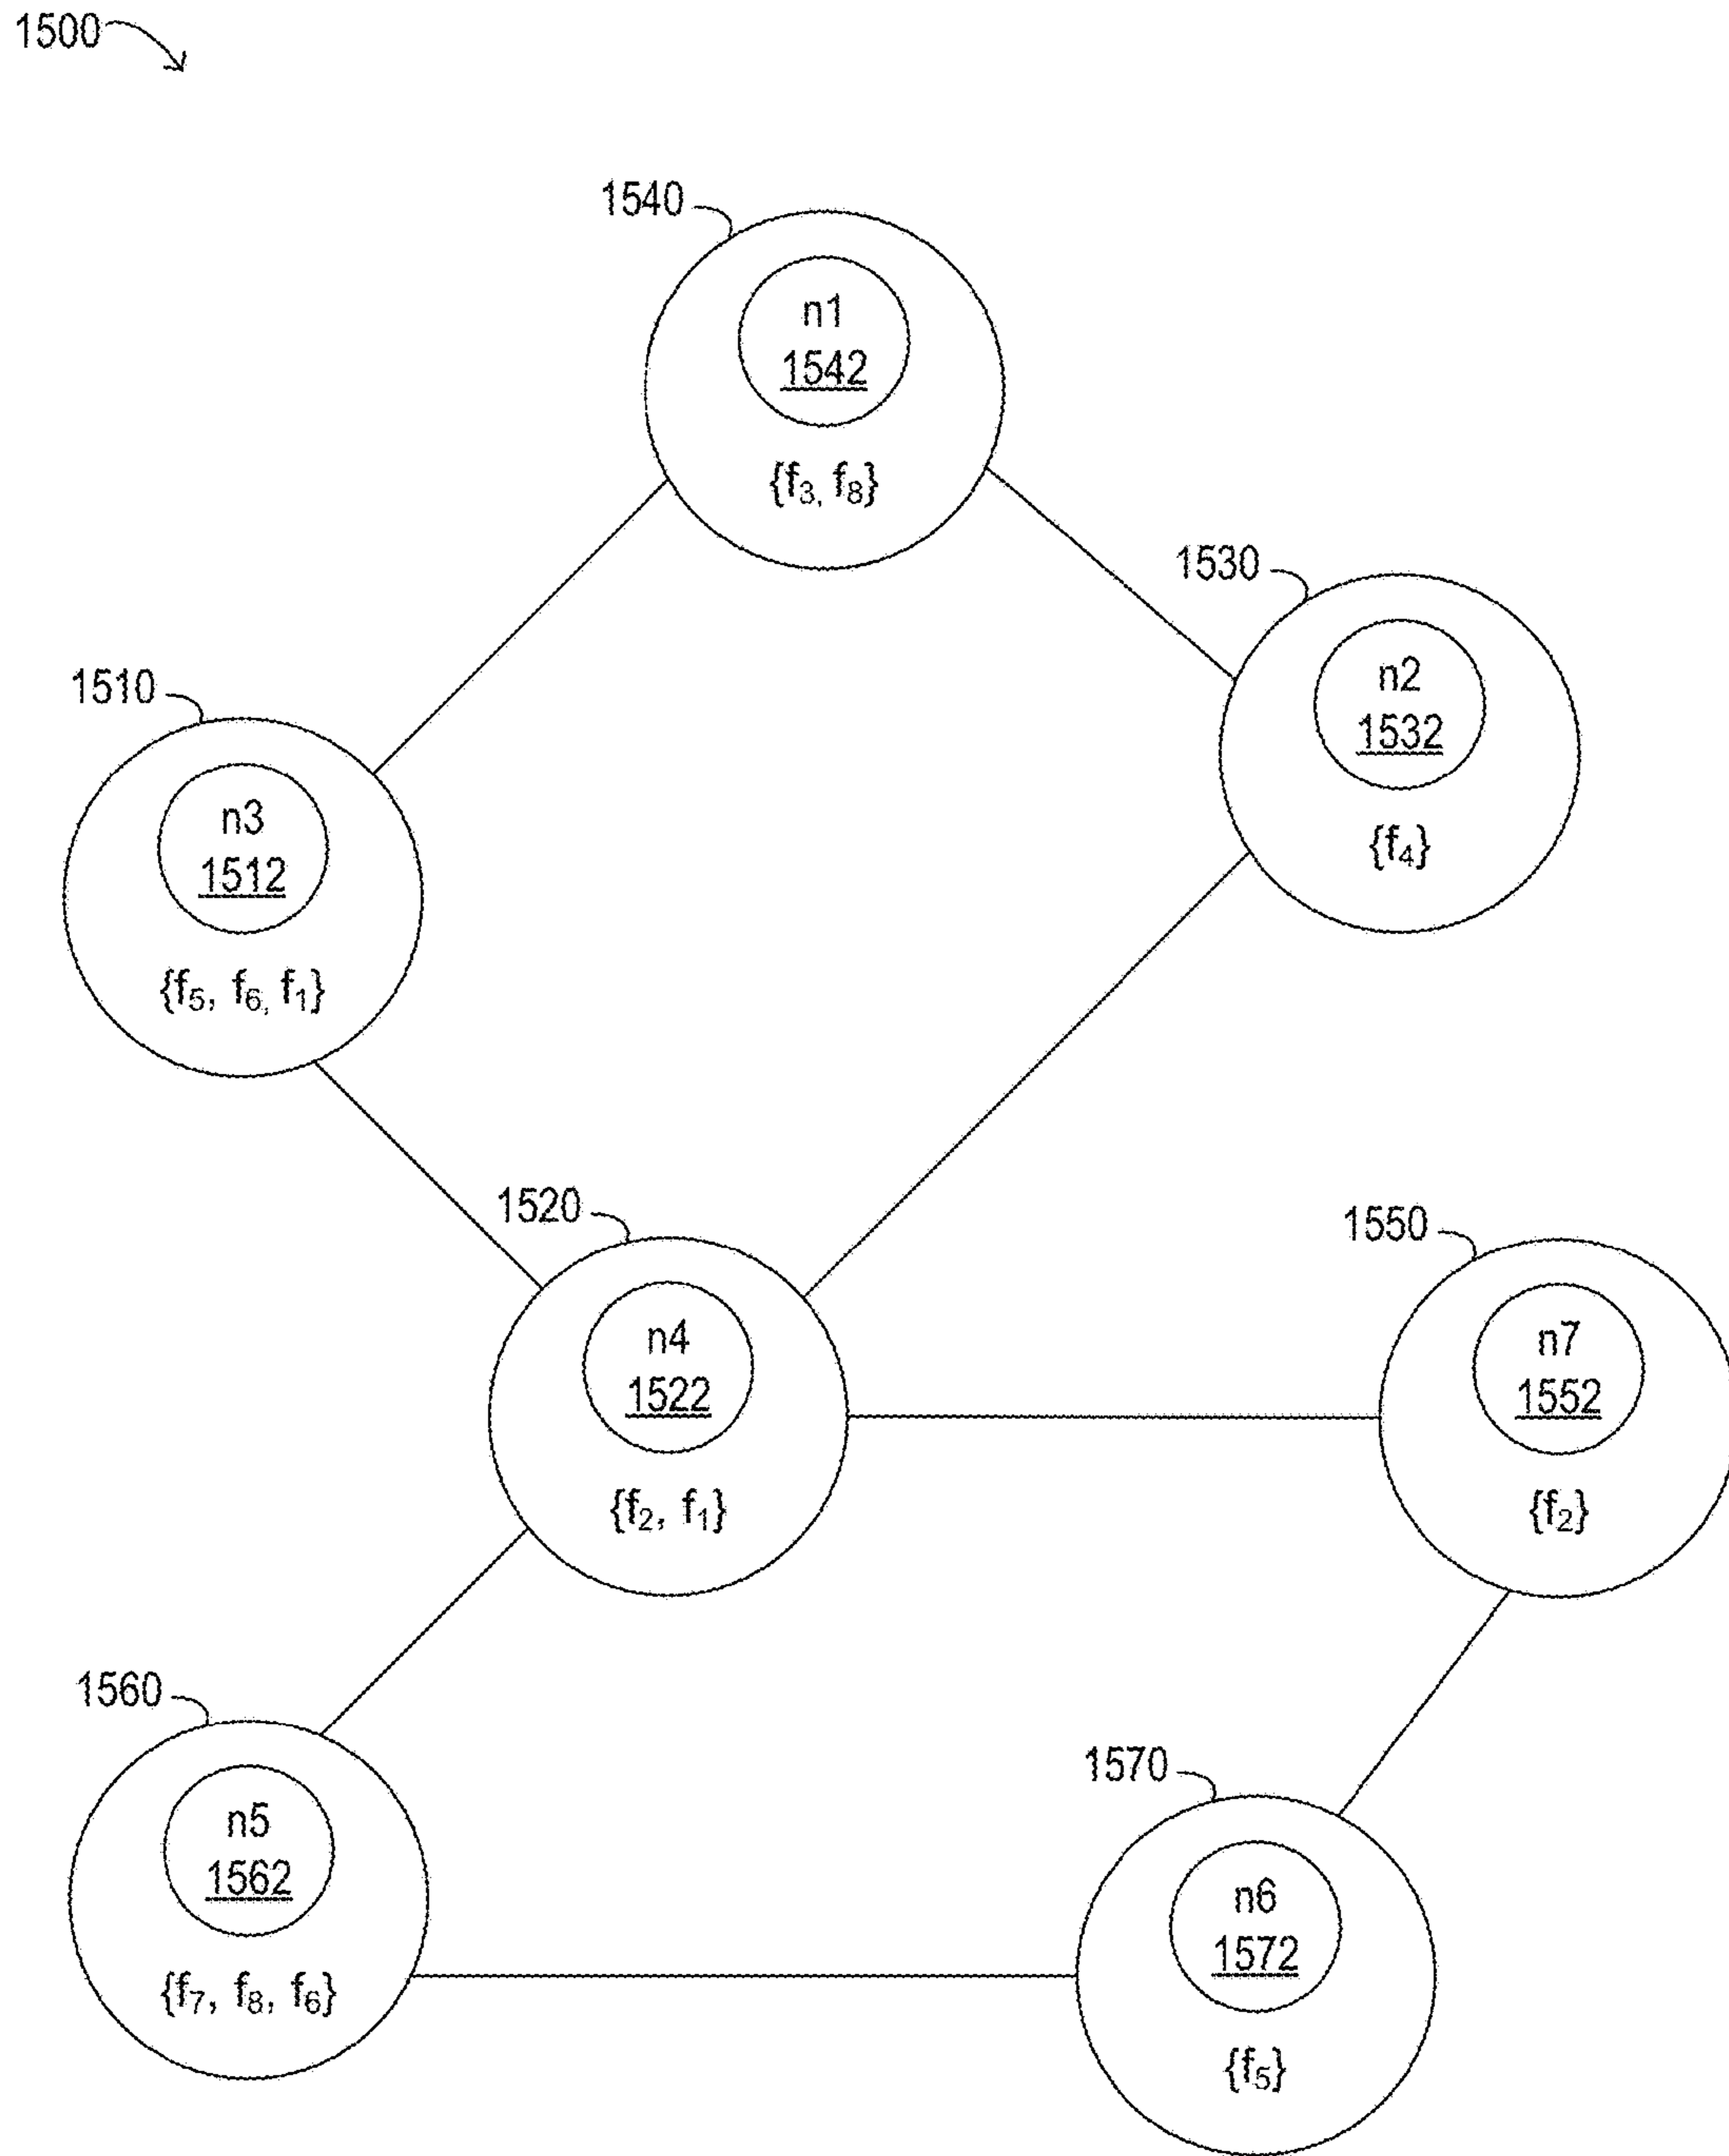 1500
1540
n1
1542
{f₃, f₈}
1530
n2
1532
{f₄}
1510
n3
1512
{f₅, f₆, f₁}
1520
n4
1522
{f₂, f₁}
1550
n7
1552
{f₂}
1560
n5
1562
{f₇, f₈, f₆}
1570
n6
1572
{f₅}